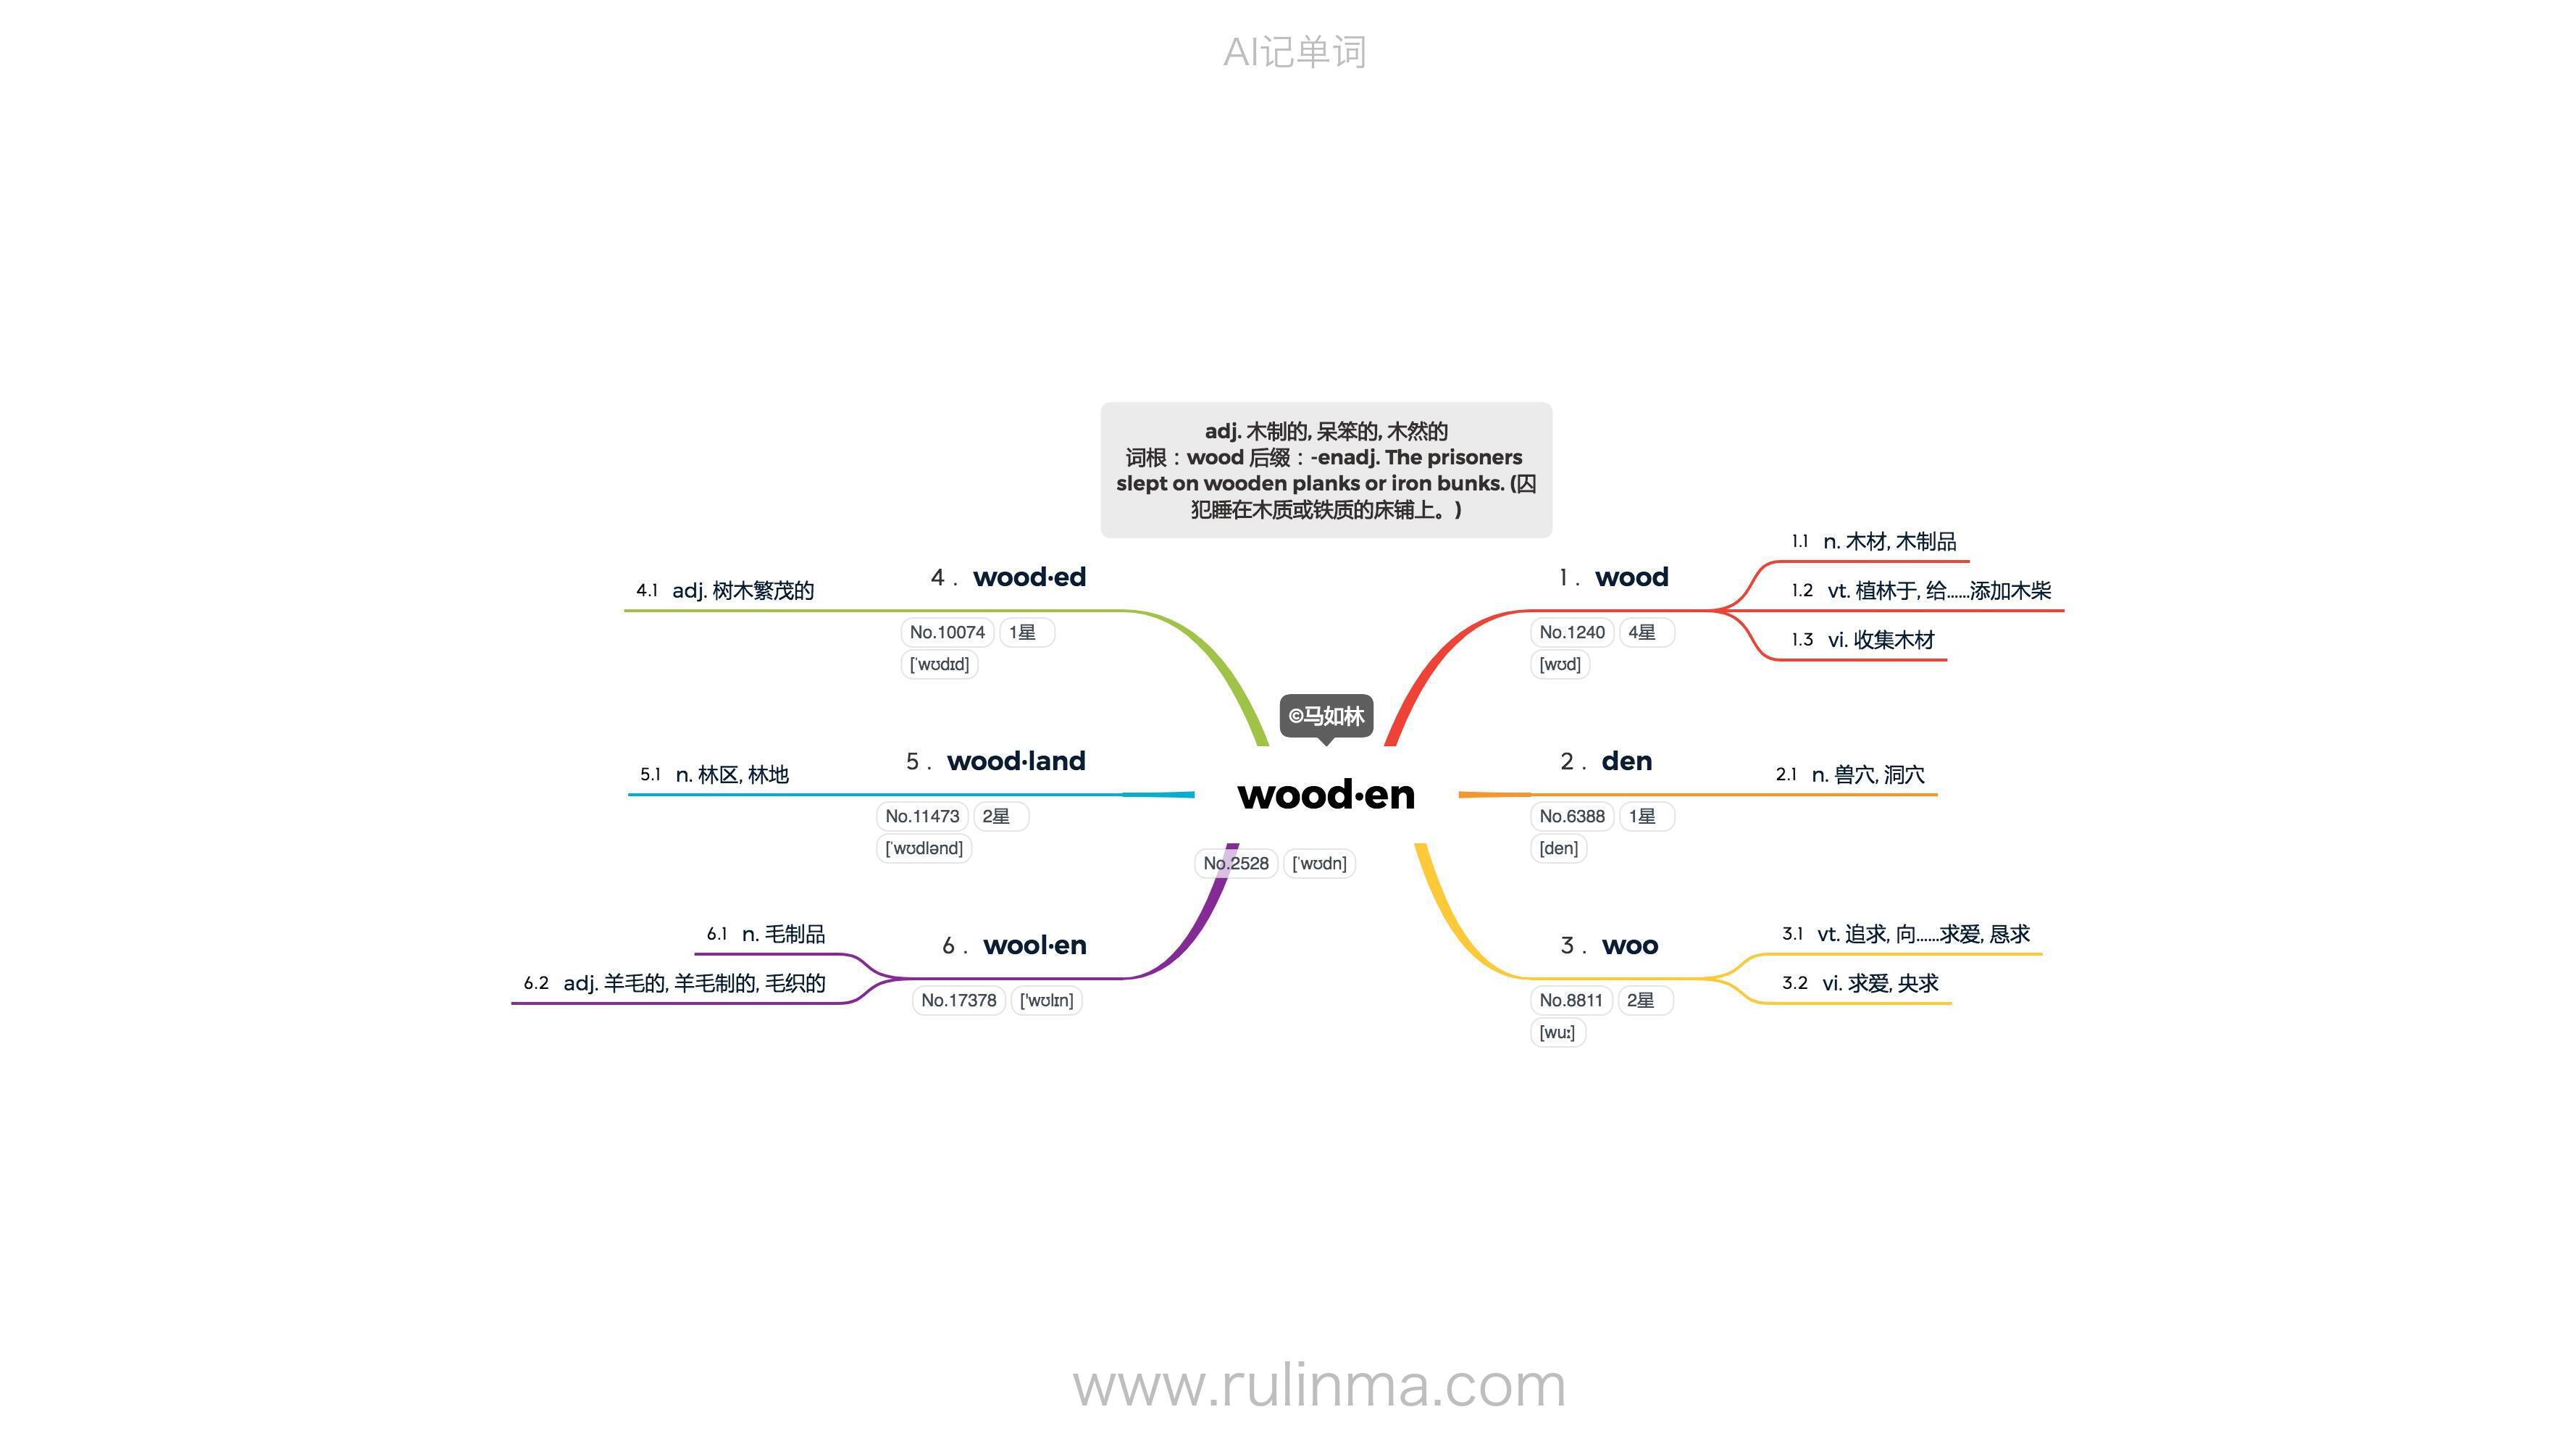 AI记单词
adj. 木制的, 呆笨的, 木然的
词根：wood 后缀：-enadj. The prisoners
slept on wooden planks or iron bunks. (囚
犯睡在木质或铁质的床铺上。)
©马如林
wood·en
No.2528 [ˈwʊdn]
1 . wood
No.1240 4星
[wʊd]
1.1 n. 木材, 木制品
1.2 vt. 植林于, 给......添加木柴
1.3 vi. 收集木材
2 . den
No.6388 1星
[den]
2.1 n. 兽穴, 洞穴
3 . woo
No.8811 2星
[wuː]
3.1 vt. 追求, 向......求爱, 恳求
3.2 vi. 求爱, 央求
4 . wood·ed
No.10074 1星
[ˈwʊdɪd]
4.1 adj. 树木繁茂的
5 . wood·land
No.11473 2星
[ˈwʊdlənd]
5.1 n. 林区, 林地
6 . wool·en
No.17378 ['wʊlɪn]
6.1 n. 毛制品
6.2 adj. 羊毛的, 羊毛制的, 毛织的
www.rulinma.com